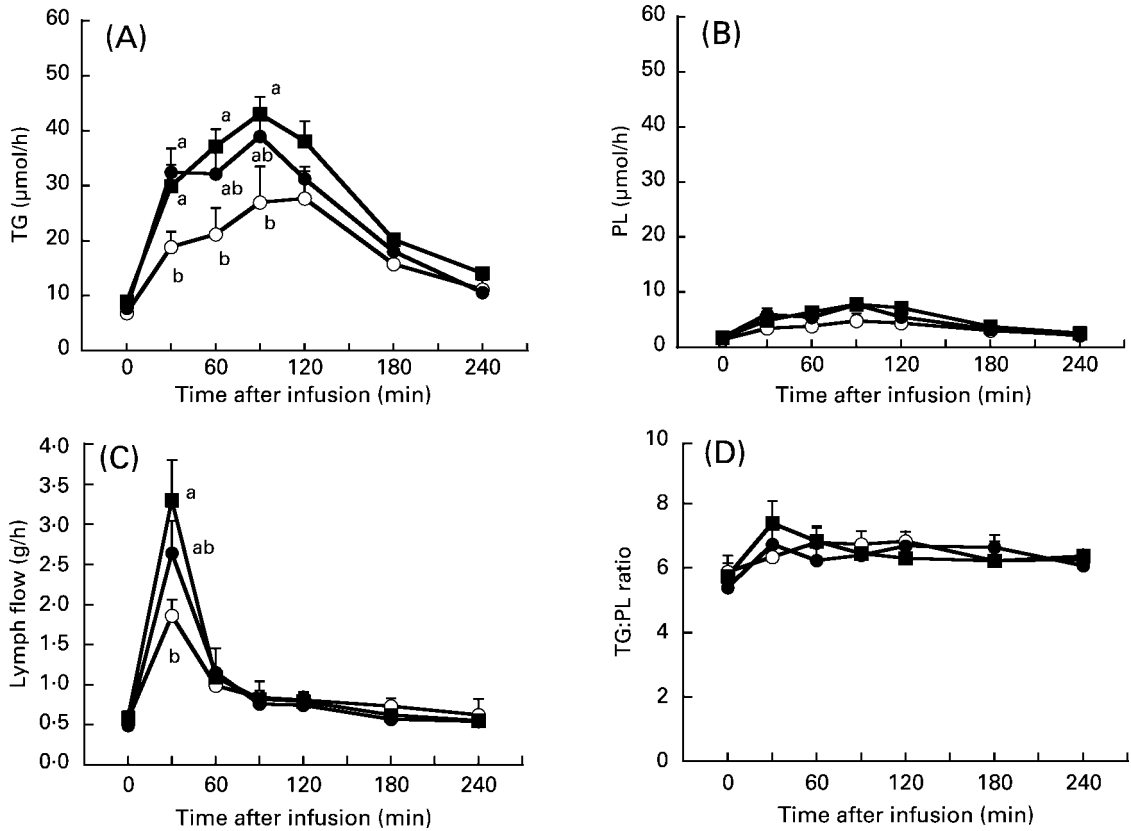 (A)
TG (µmol/h)
60
50
40
30
20
10
0
a
a
a
a
ab
ab
b
b
b
0 60 120 180 240
Time after infusion (min)
(B)
PL (µmol/h)
60
50
40
30
20
10
0
0 60 120 180 240
Time after infusion (min)
(C)
Lymph flow (g/h)
4·0
3·5
3·0
2·5
2·0
1·5
1·0
0·5
0·0
a
ab
b
0 60 120 180 240
Time after infusion (min)
(D)
TG:PL ratio
10
8
6
4
2
0
0 60 120 180 240
Time after infusion (min)